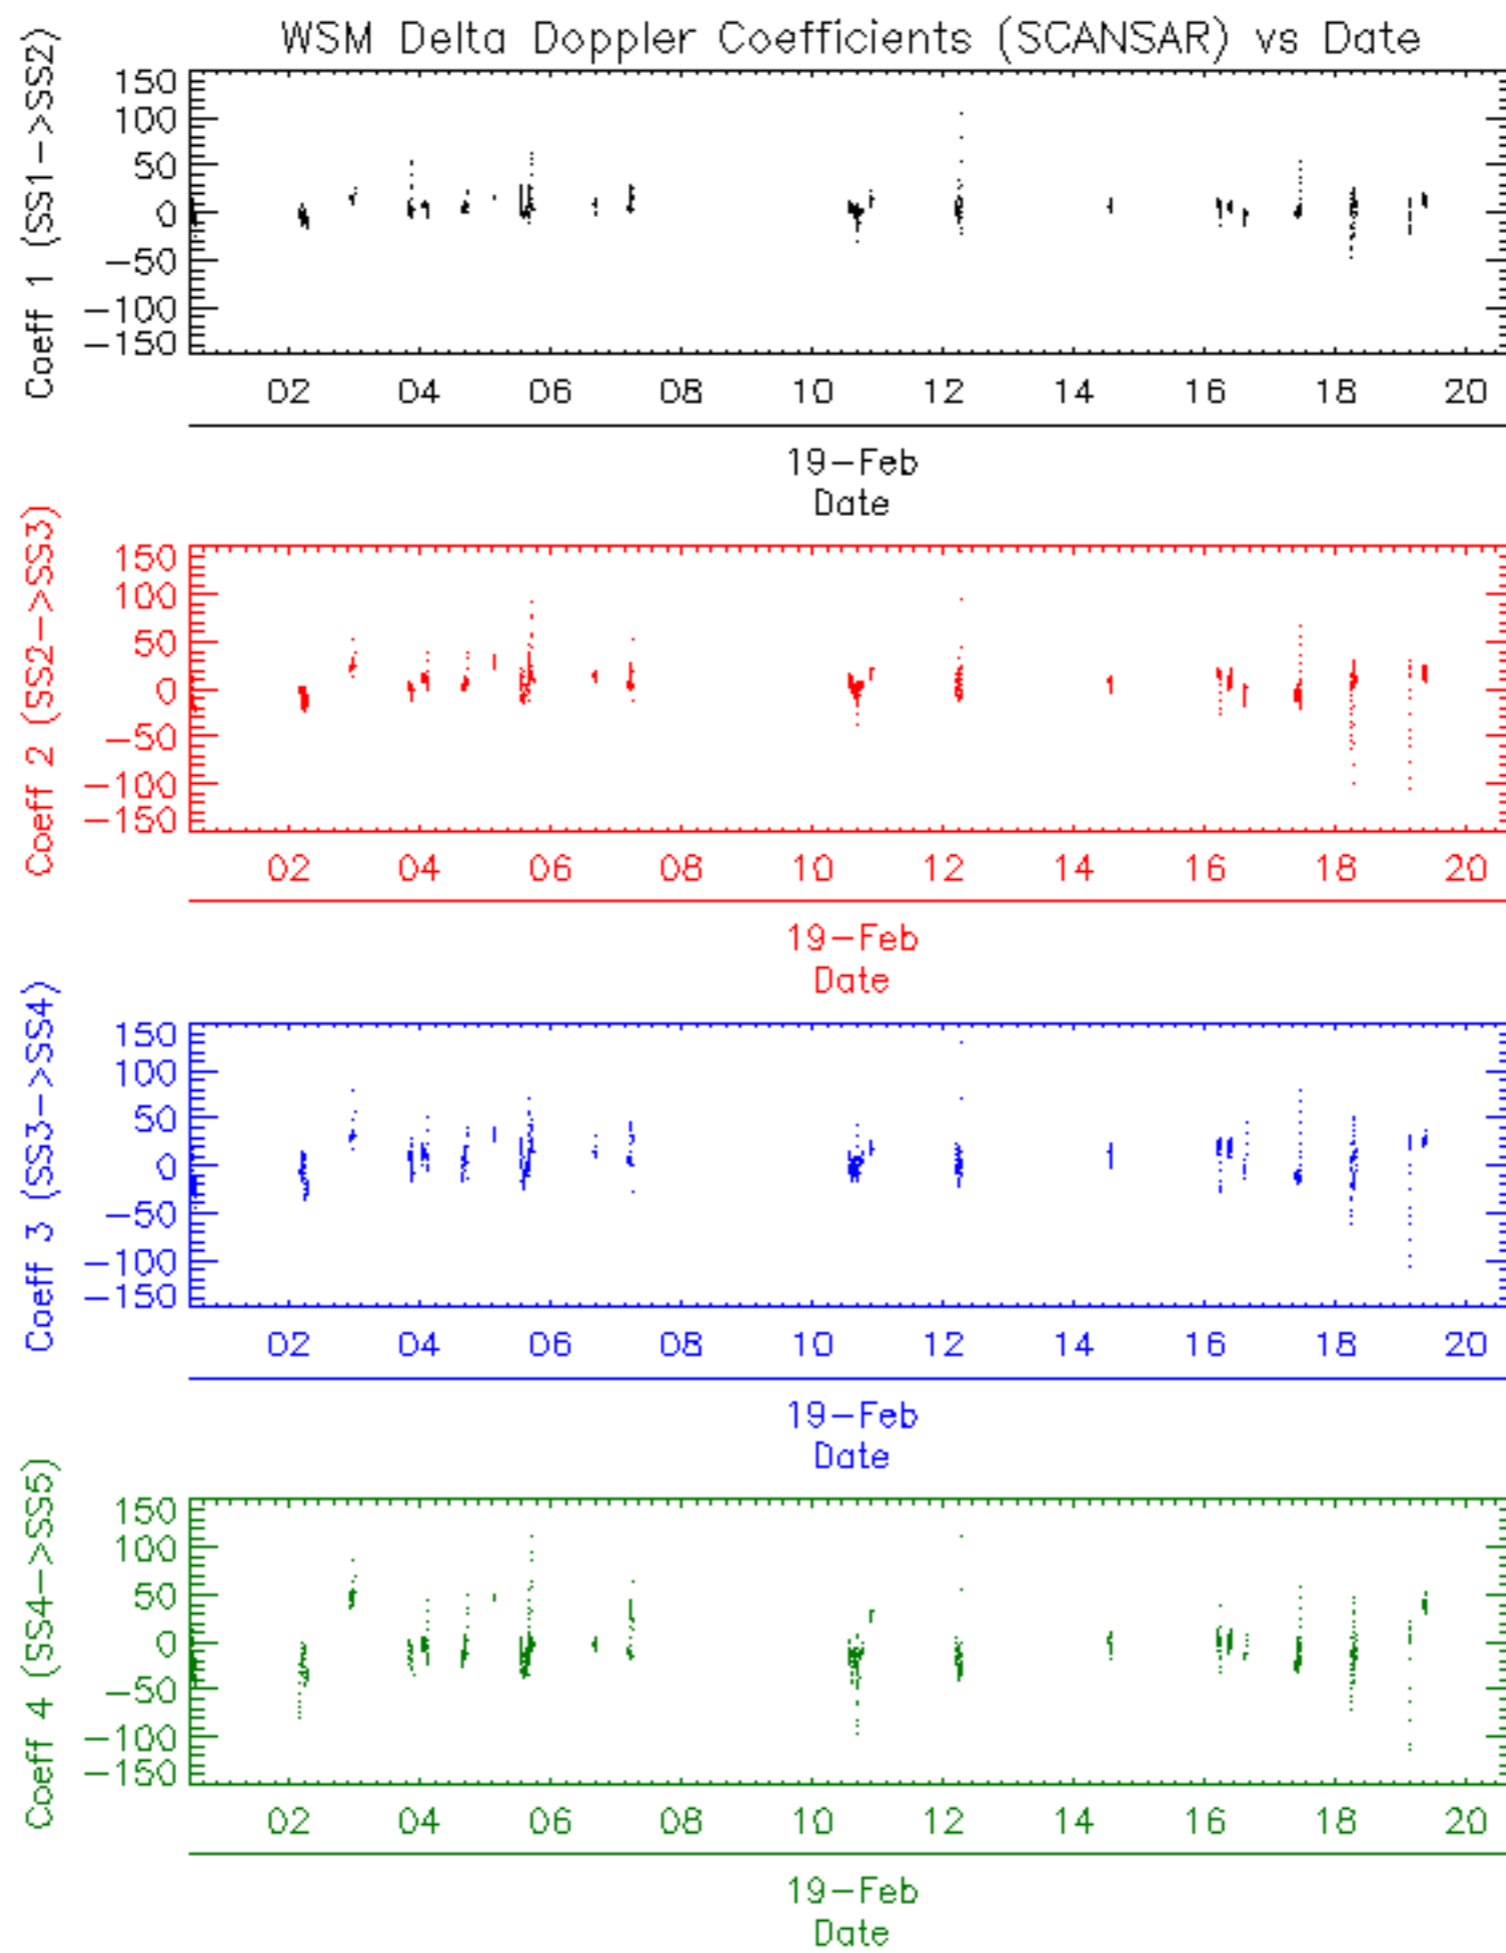 WSM Delta Doppler Coefficients (SCANSAR) vs Date
Coeff 1 (SS1->SS2)
150
100
50
0
-50
-100
-150
02 04 06 08 10 12 14 16 18 20
19-Feb
Date
Coeff 2 (SS2->SS3)
150
100
50
0
-50
-100
-150
02 04 06 08 10 12 14 16 18 20
19-Feb
Date
Coeff 3 (SS3->SS4)
150
100
50
0
-50
-100
-150
02 04 06 08 10 12 14 16 18 20
19-Feb
Date
Coeff 4 (SS4->SS5)
150
100
50
0
-50
-100
-150
02 04 06 08 10 12 14 16 18 20
19-Feb
Date